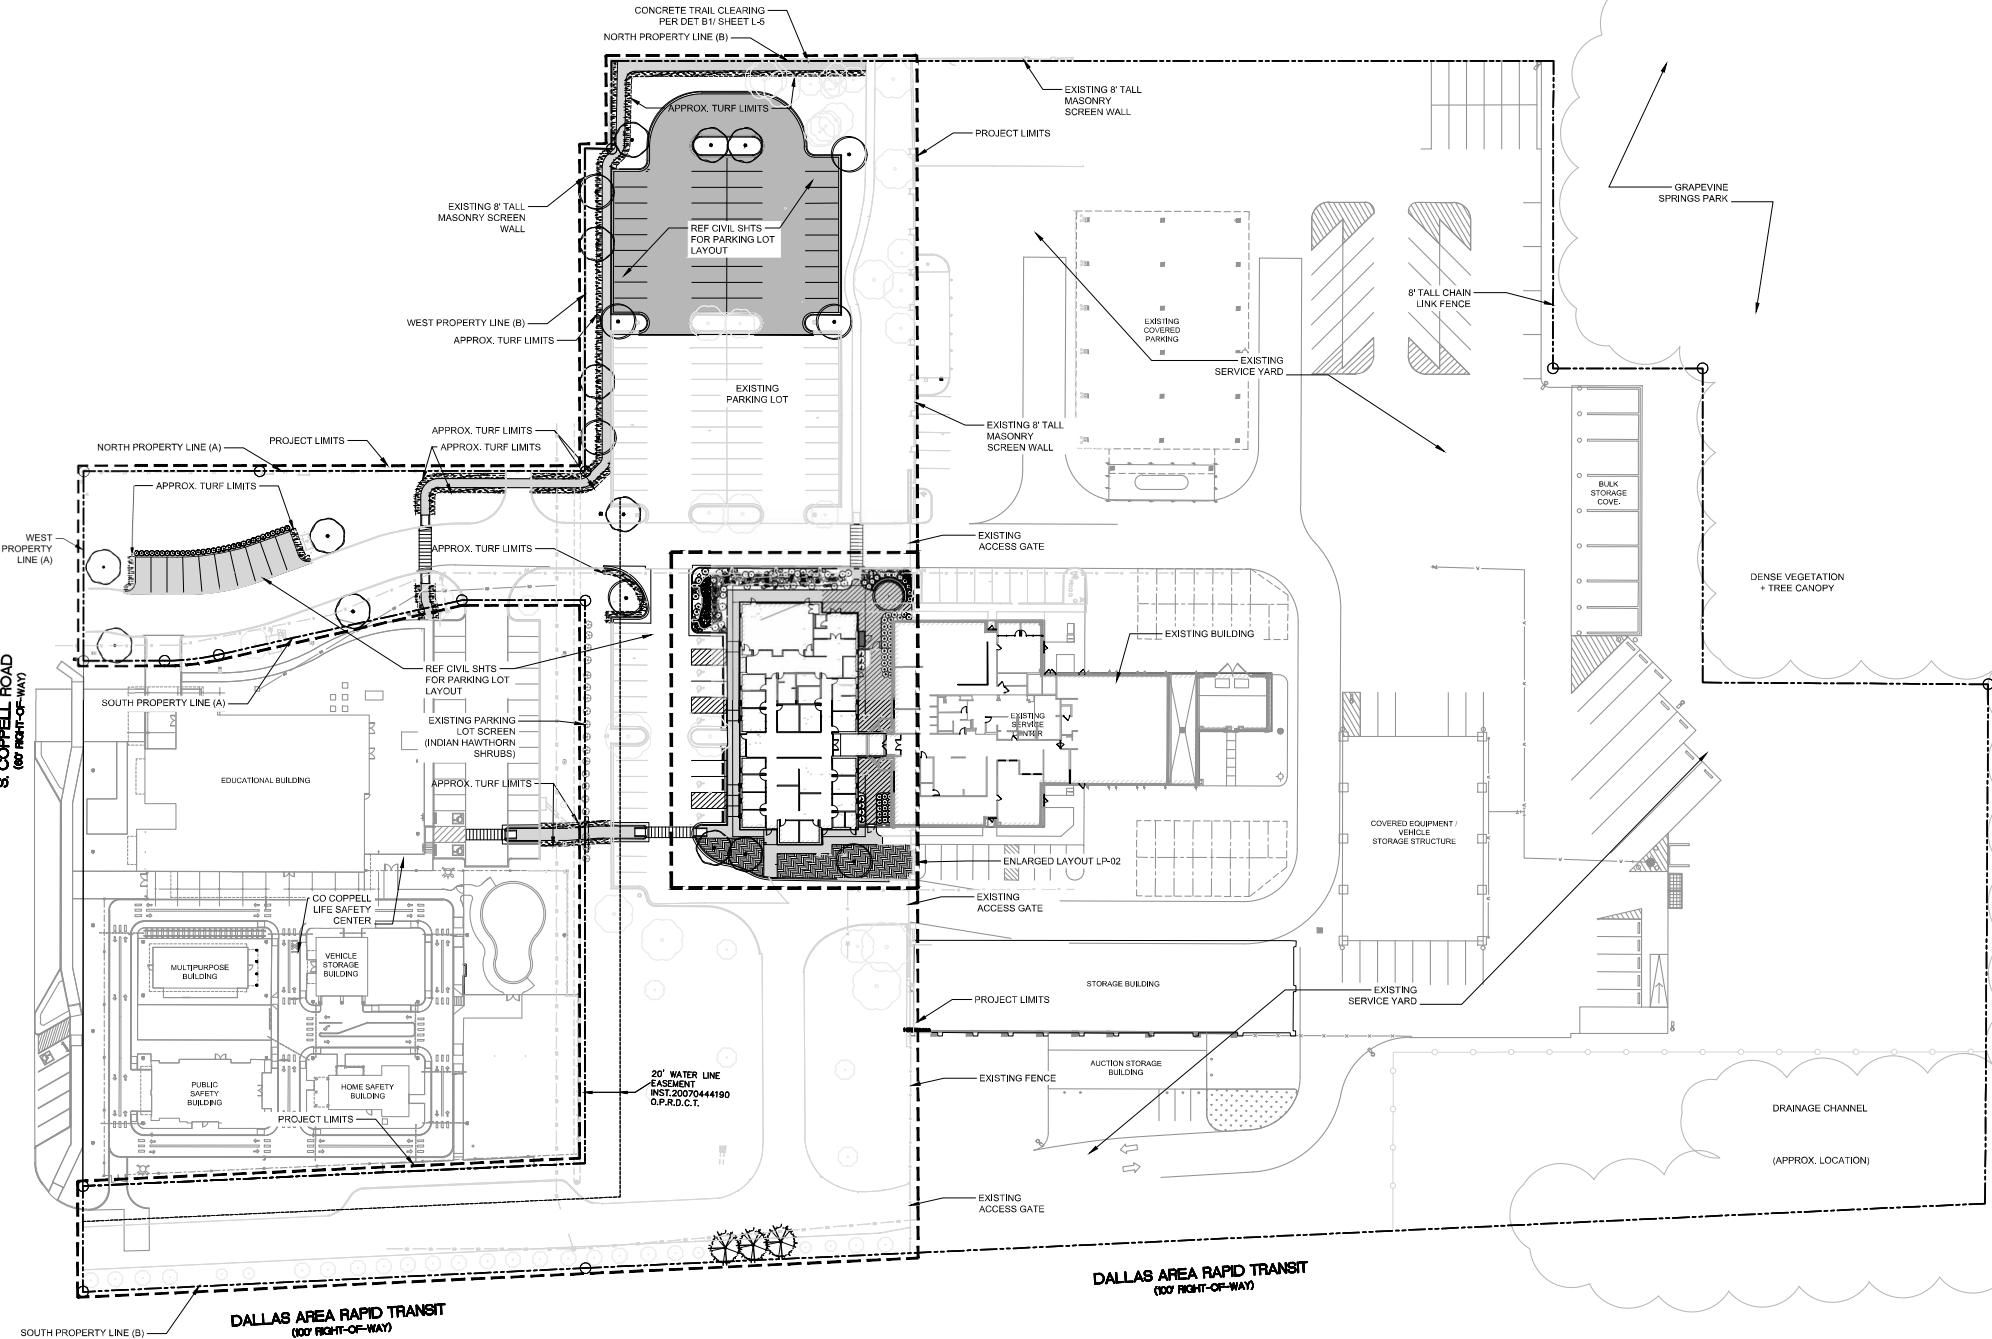 CONCRETE TRAIL CLEARING
PER DET B1/ SHEET L-5
NORTH PROPERTY LINE (B)
APPROX. TURF LIMITS
EXISTING 8' TALL
MASONRY
SCREEN WALL
PROJECT LIMITS
GRAPEVINE
SPRINGS PARK
EXISTING 8' TALL
MASONRY SCREEN
WALL
REF CIVIL SHTS
FOR PARKING LOT
LAYOUT
8' TALL CHAIN
LINK FENCE
WEST PROPERTY LINE (B)
APPROX. TURF LIMITS
EXISTING
COVERED
PARKING
EXISTING
SERVICE YARD
EXISTING
PARKING LOT
EXISTING 8' TALL
MASONRY
SCREEN WALL
NORTH PROPERTY LINE (A)
PROJECT LIMITS
APPROX. TURF LIMITS
APPROX. TURF LIMITS
APPROX. TURF LIMITS
BULK
STORAGE
COVE.
WEST
PROPERTY
LINE (A)
APPROX. TURF LIMITS
EXISTING
ACCESS GATE
DENSE VEGETATION
+ TREE CANOPY
EXISTING BUILDING
S. COPPELL ROAD
(60' RIGHT-OF-WAY)
REF CIVIL SHTS
FOR PARKING LOT
LAYOUT
SOUTH PROPERTY LINE (A)
EXISTING PARKING
LOT SCREEN
(INDIAN HAWTHORN
SHRUBS)
EXISTING
SERVICE
CENTER
EDUCATIONAL BUILDING
APPROX. TURF LIMITS
COVERED EQUIPMENT /
VEHICLE
STORAGE STRUCTURE
ENLARGED LAYOUT LP-02
CO COPPELL
LIFE SAFETY
CENTER
EXISTING
ACCESS GATE
MULTIPURPOSE
BUILDING
VEHICLE
STORAGE
BUILDING
STORAGE BUILDING
PROJECT LIMITS
EXISTING
SERVICE YARD
PUBLIC
SAFETY
BUILDING
HOME SAFETY
BUILDING
PROJECT LIMITS
20' WATER LINE
EASEMENT
INST.20070444190
O.P.R.D.C.T.
EXISTING FENCE
AUCTION STORAGE
BUILDING
DRAINAGE CHANNEL
(APPROX. LOCATION)
EXISTING
ACCESS GATE
DALLAS AREA RAPID TRANSIT
(100' RIGHT-OF-WAY)
DALLAS AREA RAPID TRANSIT
(100' RIGHT-OF-WAY)
SOUTH PROPERTY LINE (B)